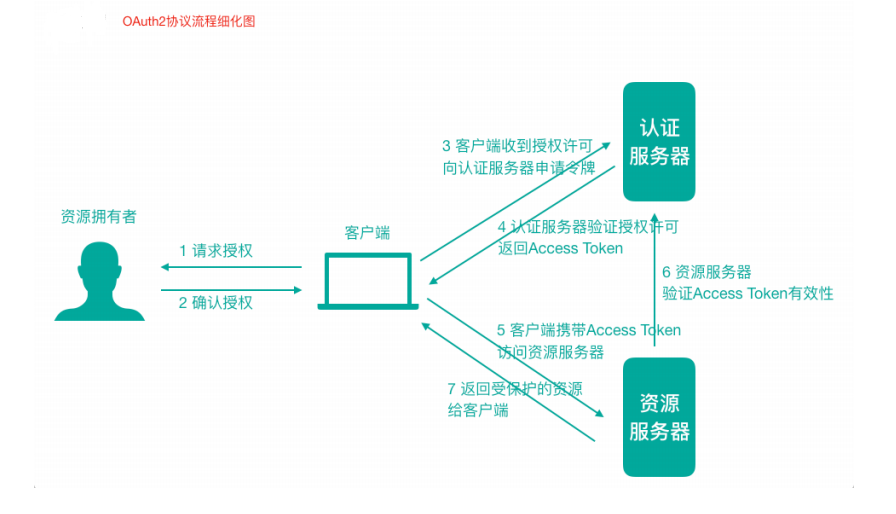 OAuth2协议流程细化图
认证
服务器
3 客户端收到授权许可
向认证服务器申请令牌
资源拥有者
客户端
4 认证服务器验证授权许可
返回Access Token
1 请求授权
2 确认授权
6 资源服务器
验证Access Token有效性
5 客户端携带Access Token
访问资源服务器
7 返回受保护的资源
给客户端
资源
服务器